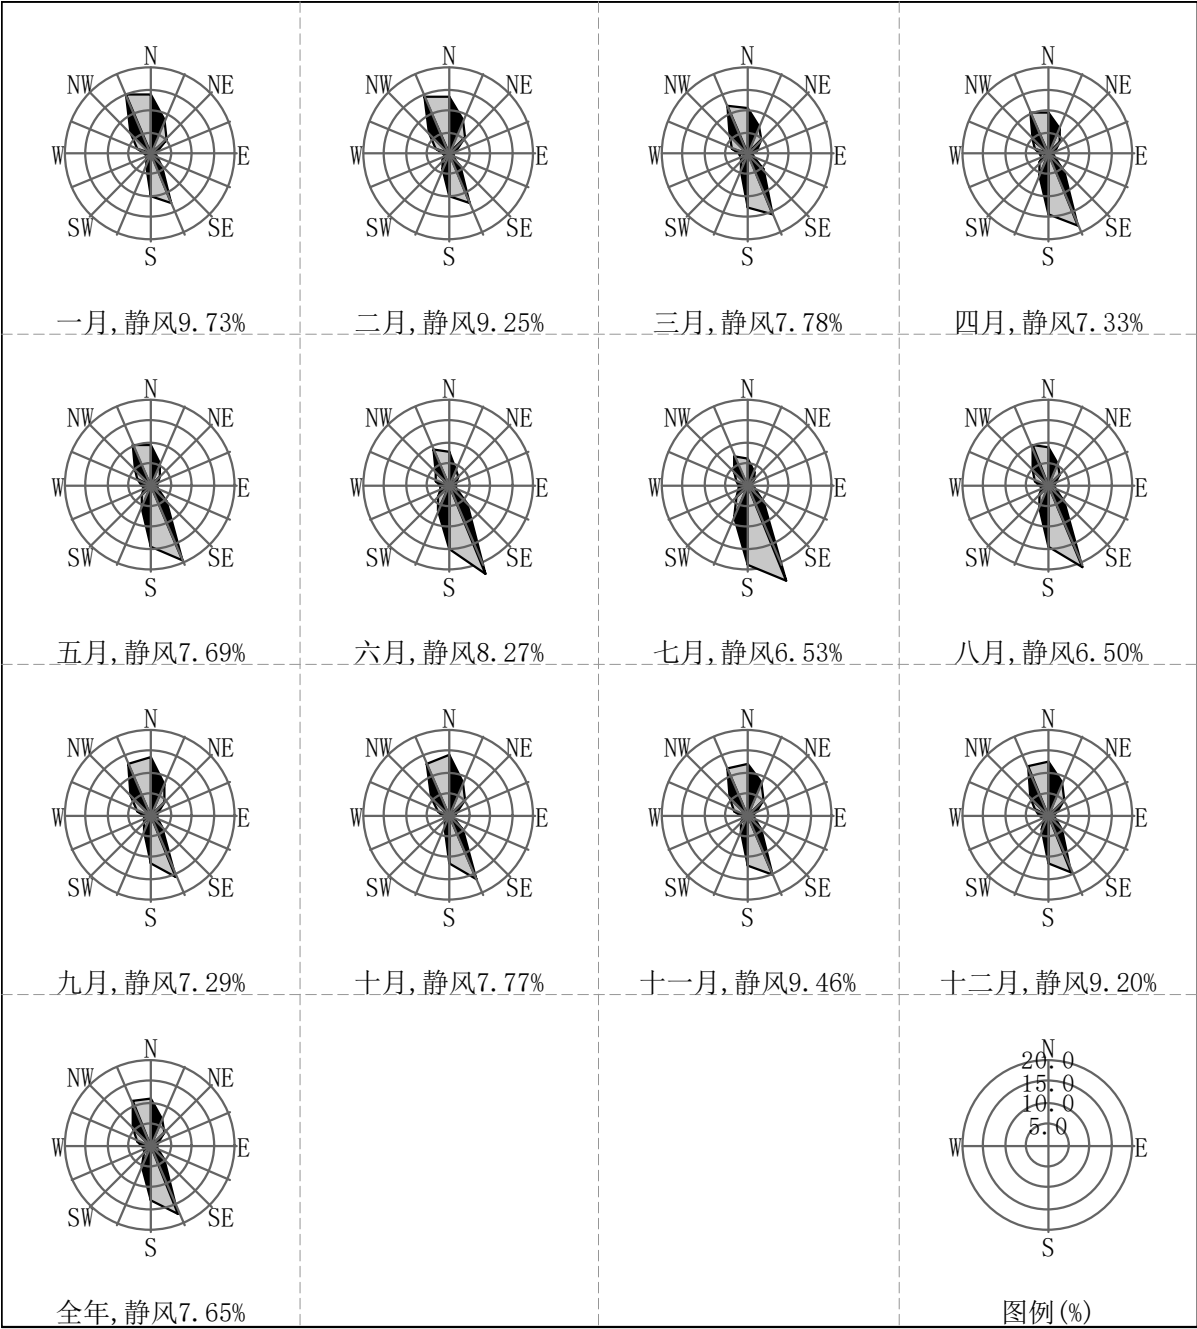 N
NW NE
W E
SW SE
S
一月,静风9.73%
N
NW NE
W E
SW SE
S
二月,静风9.25%
N
NW NE
W E
SW SE
S
三月,静风7.78%
N
NW NE
W E
SW SE
S
四月,静风7.33%
N
NW NE
W E
SW SE
S
五月,静风7.69%
N
NW NE
W E
SW SE
S
六月,静风8.27%
N
NW NE
W E
SW SE
S
七月,静风6.53%
N
NW NE
W E
SW SE
S
八月,静风6.50%
N
NW NE
W E
SW SE
S
九月,静风7.29%
N
NW NE
W E
SW SE
S
十月,静风7.77%
N
NW NE
W E
SW SE
S
十一月,静风9.46%
N
NW NE
W E
SW SE
S
十二月,静风9.20%
N
NW NE
W E
SW SE
S
全年,静风7.65%
N
20.0
15.0
10.0
5.0
W E
S
图例(%)